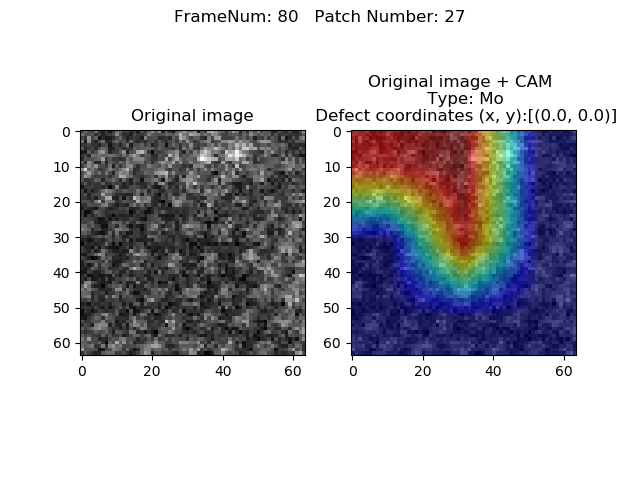 FrameNum: 80   Patch Number: 27
Original image
Original image + CAM
Type: Mo
Defect coordinates (x, y):[(0.0, 0.0)]
0
10
20
30
40
50
60
0 20 40 60
0
10
20
30
40
50
60
0 20 40 60